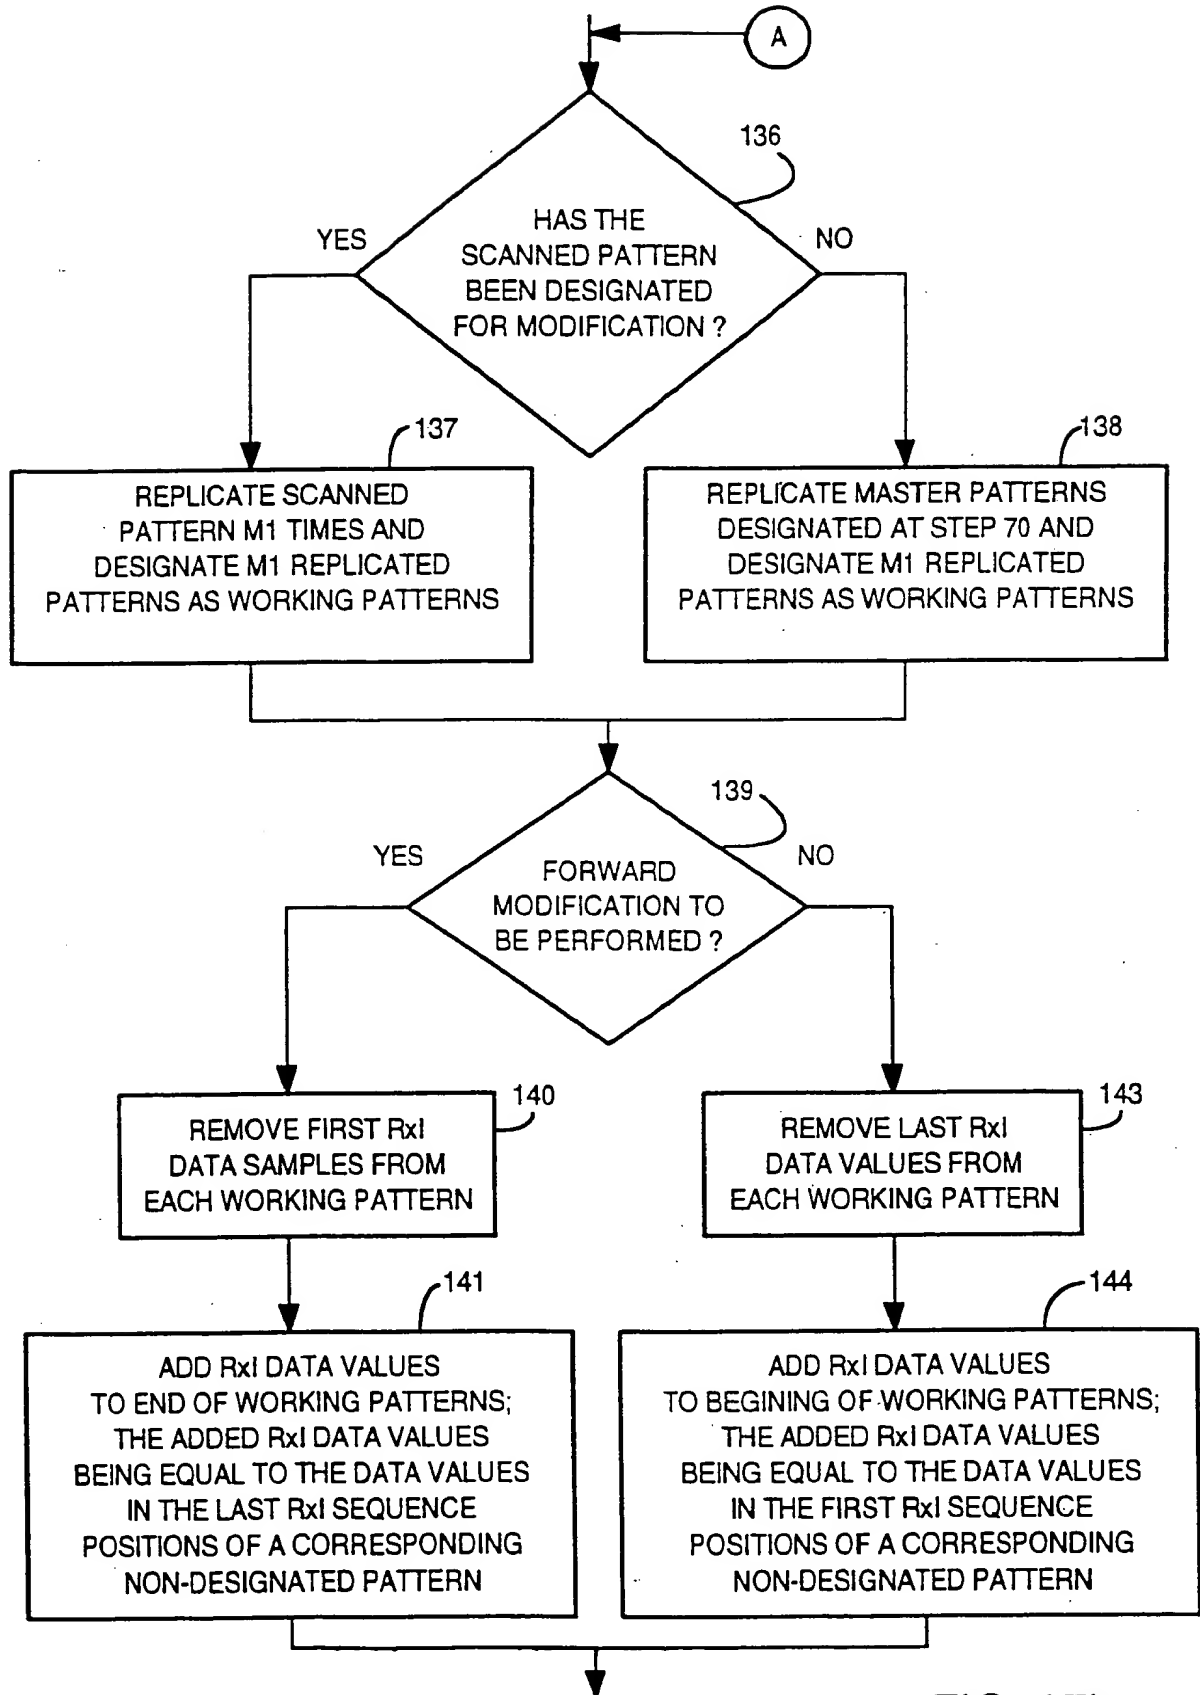 A
136
HAS THE
SCANNED PATTERN
BEEN DESIGNATED
FOR MODIFICATION ?
YES
NO
137
REPLICATE SCANNED
PATTERN M1 TIMES AND
DESIGNATE M1 REPLICATED
PATTERNS AS WORKING PATTERNS
138
REPLICATE MASTER PATTERNS
DESIGNATED AT STEP 70 AND
DESIGNATE M1 REPLICATED
PATTERNS AS WORKING PATTERNS
139
YES
NO
FORWARD
MODIFICATION TO
BE PERFORMED ?
140
REMOVE FIRST RxI
DATA SAMPLES FROM
EACH WORKING PATTERN
143
REMOVE LAST RxI
DATA VALUES FROM
EACH WORKING PATTERN
141
ADD RxI DATA VALUES
TO END OF WORKING PATTERNS;
THE ADDED RxI DATA VALUES
BEING EQUAL TO THE DATA VALUES
IN THE LAST RxI SEQUENCE
POSITIONS OF A CORRESPONDING
NON-DESIGNATED PATTERN
144
ADD RxI DATA VALUES
TO BEGINING OF WORKING PATTERNS;
THE ADDED RxI DATA VALUES
BEING EQUAL TO THE DATA VALUES
IN THE FIRST RxI SEQUENCE
POSITIONS OF A CORRESPONDING
NON-DESIGNATED PATTERN